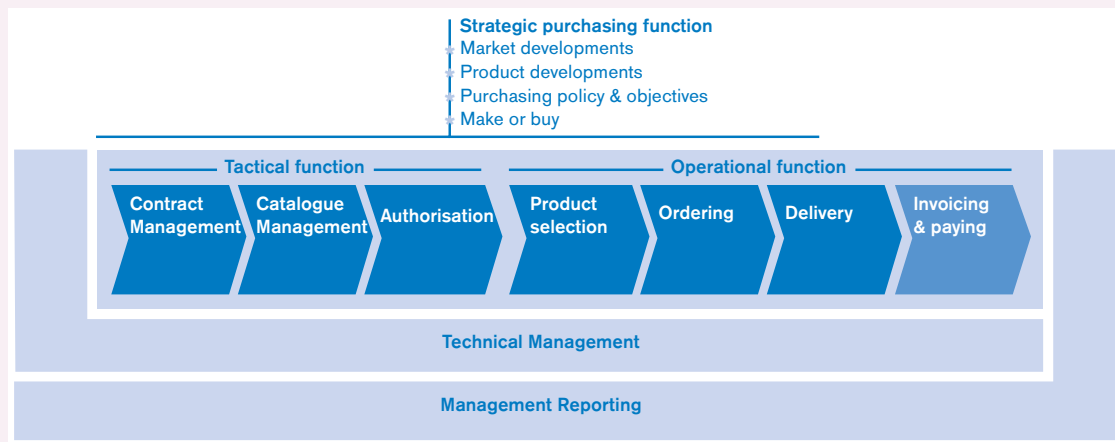 Strategic purchasing function
Market developments
Product developments
Purchasing policy & objectives
Make or buy
Tactical function
Operational function
Contract
Management
Catalogue
Management
Authorisation
Product
selection
Ordering
Delivery
Invoicing
& paying
Technical Management
Management Reporting